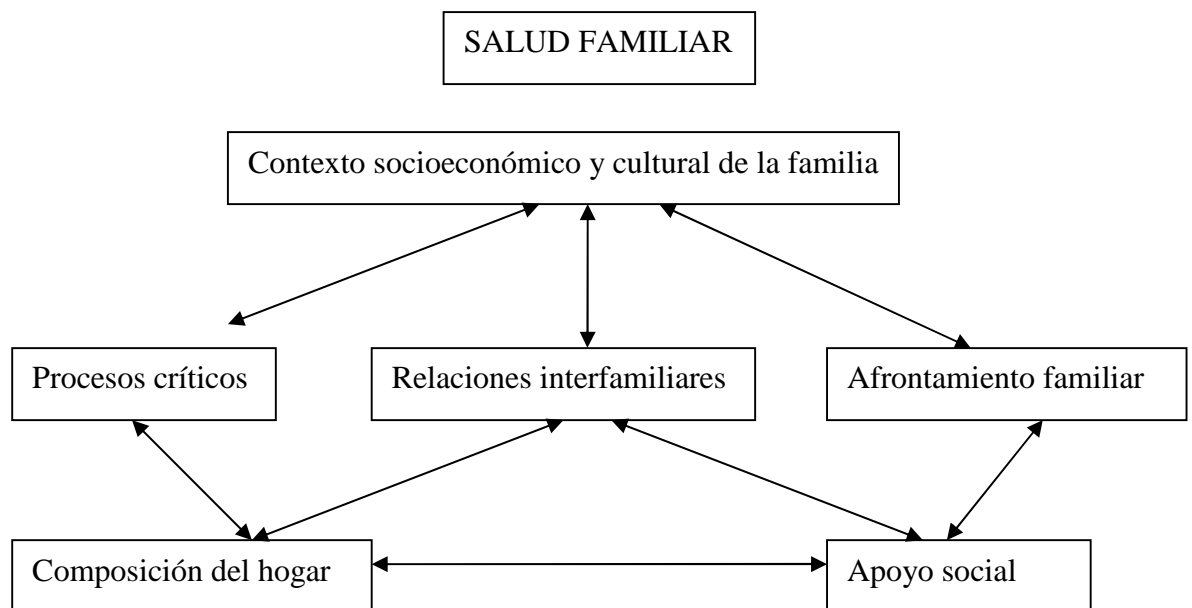 SALUD FAMILIAR
Contexto socioeconómico y cultural de la familia
Procesos críticos
Relaciones interfamiliares
Afrontamiento familiar
Composición del hogar
Apoyo social